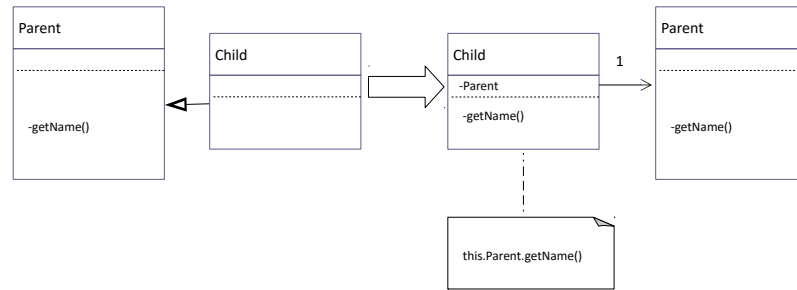 Parent
-getName()
Child
Child
-Parent
-getName()
1
Parent
-getName()
this.Parent.getName()